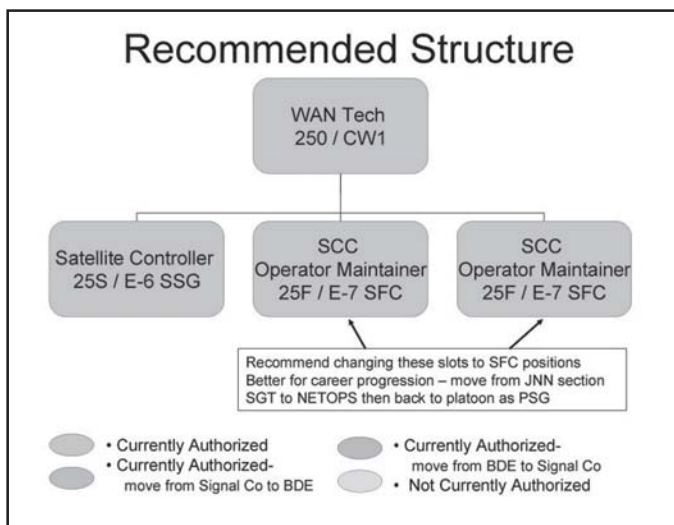 Recommended Structure
WAN Tech
250 / CW1
Satellite Controller
25S / E-6 SSG
SCC
Operator Maintainer
25F / E-7 SFC
SCC
Operator Maintainer
25F / E-7 SFC
Recommend changing these slots to SFC positions
Better for career progression – move from JNN section
SGT to NETOPS then back to platoon as PSG
• Currently Authorized
• Currently Authorized-
move from Signal Co to BDE
• Currently Authorized-
move from BDE to Signal Co
• Not Currently Authorized